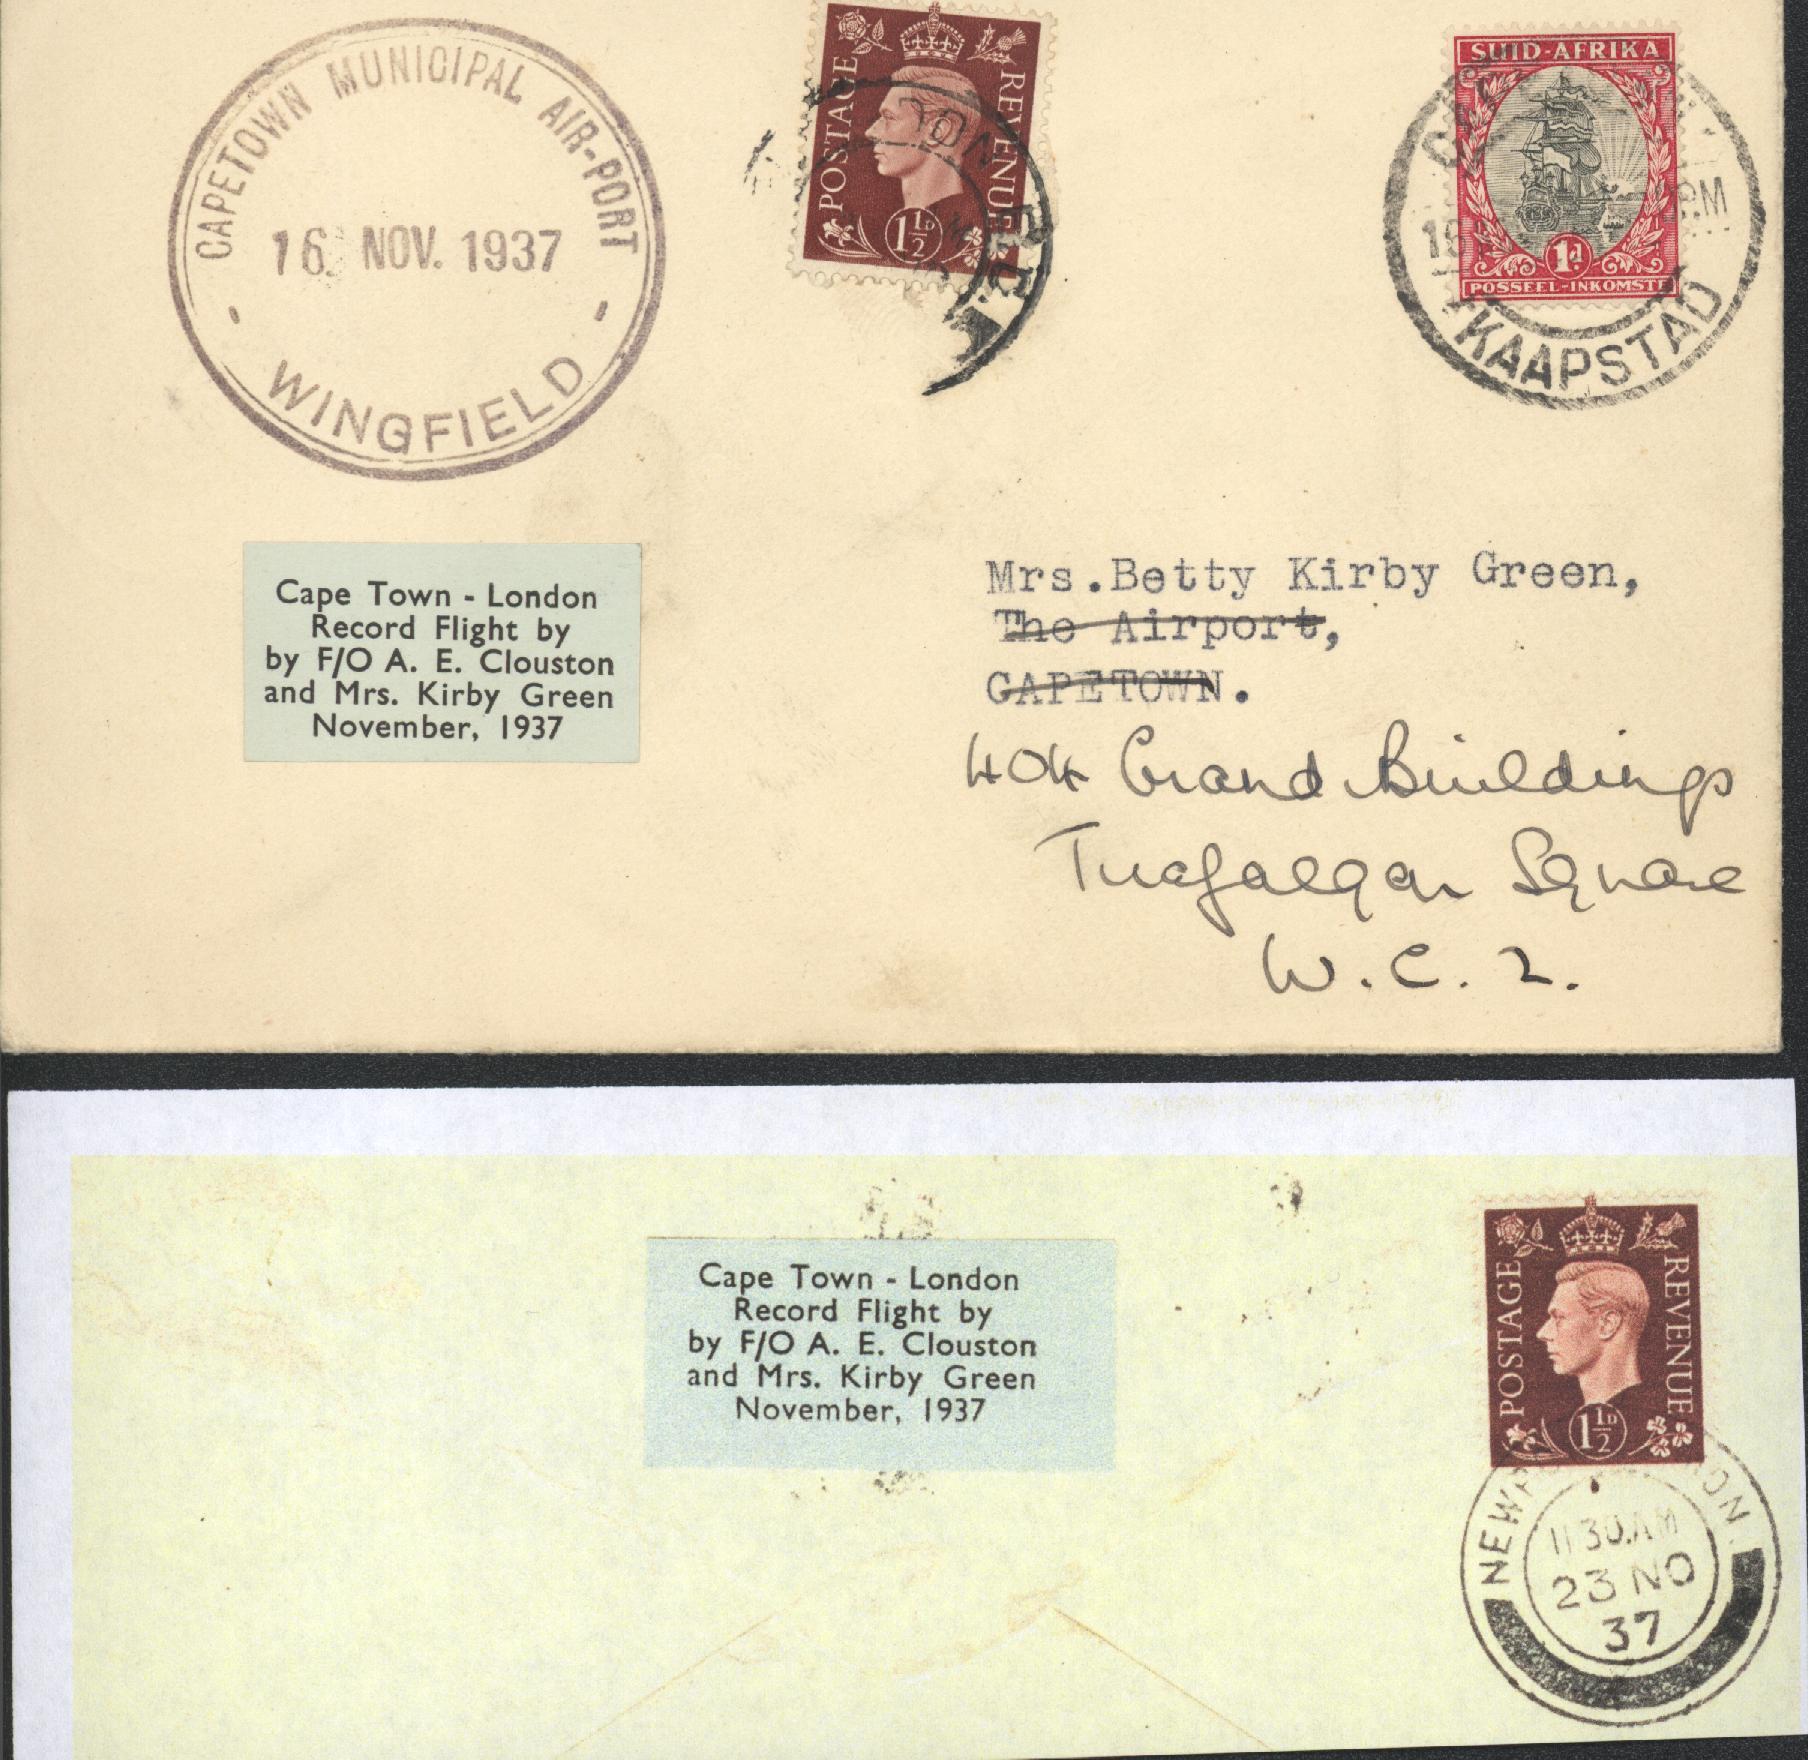 CAPETOWN MUNICIPAL AIR-PORT
16 NOV. 1937
- WINGFIELD -
POSTAGE REVENUE
1½D
SUID-AFRIKA
1d.
POSSEEL-INKOMSTE
KAAPSTAD
Cape Town - London
Record Flight by
by F/O A. E. Clouston
and Mrs. Kirby Green
November, 1937
Mrs.Betty Kirby Green,
The Airport,
CAPETOWN.
404 Grand Buildings
Trafalgar Square
W.C.2.
Cape Town - London
Record Flight by
by F/O A. E. Clouston
and Mrs. Kirby Green
November, 1937
POSTAGE REVENUE
1½D
11 30.AM
23 NO
37